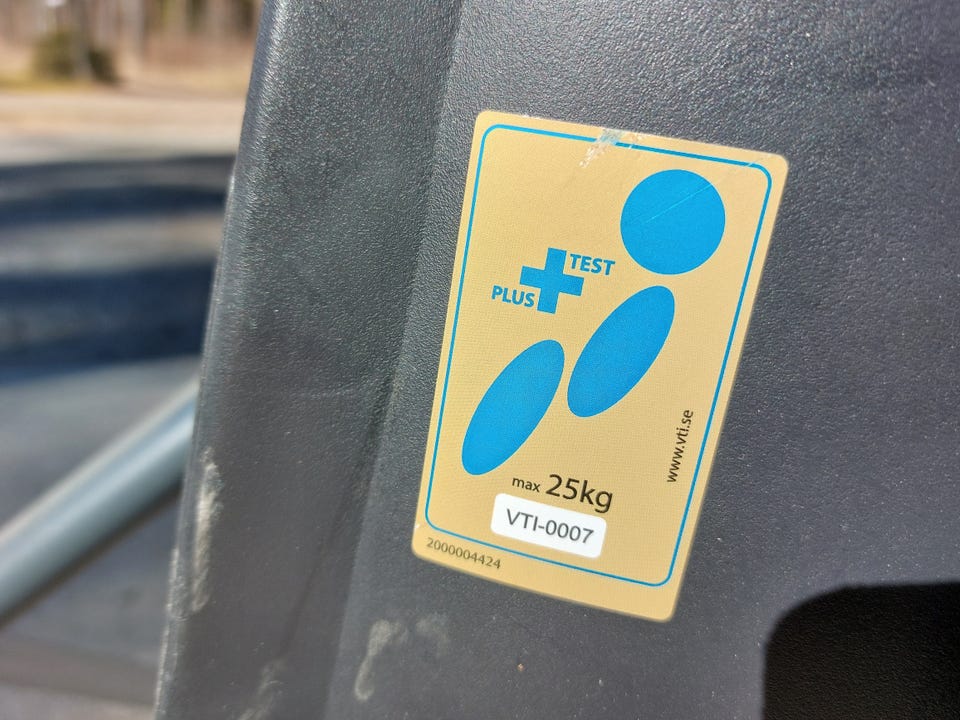 TEST
PLUS
www.vti.se
max 25kg
VTI-0007
2000004424